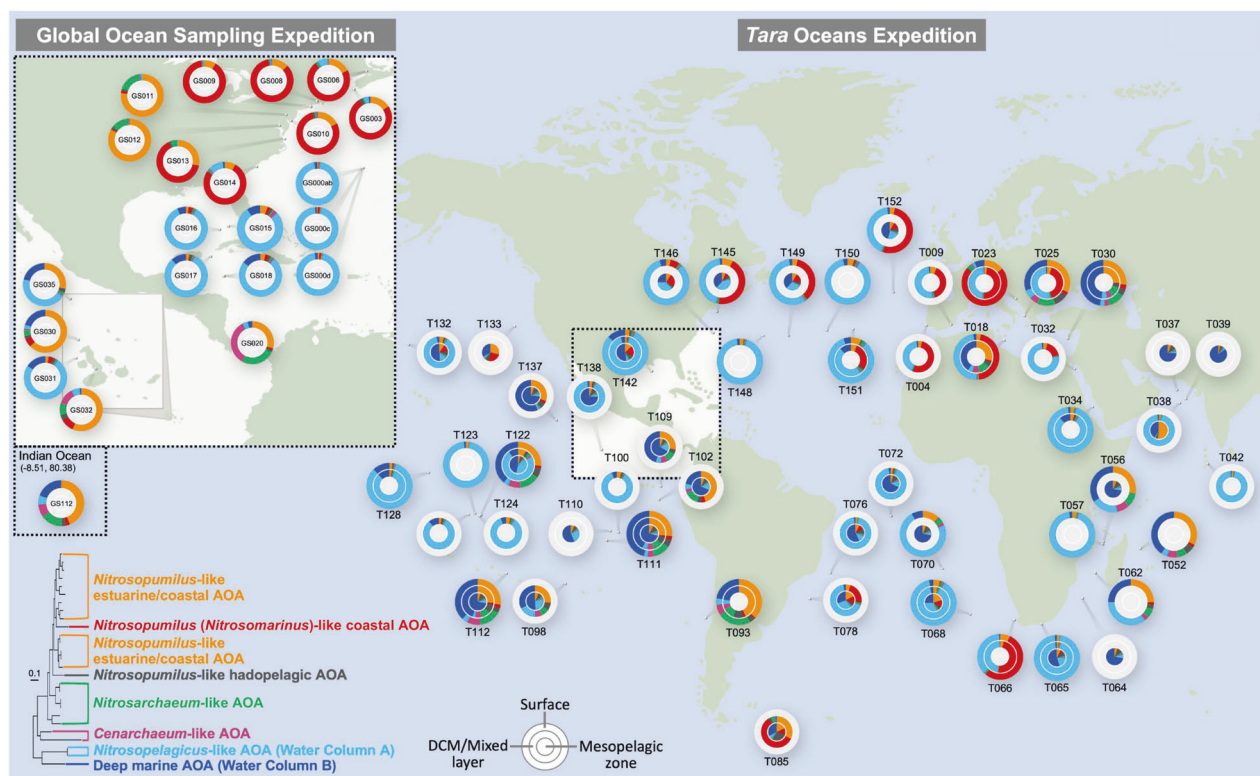 Global Ocean Sampling Expedition
Tara Oceans Expedition
GS009
GS008
GS006
GS011
GS003
GS012
GS010
GS013
GS014
GS000ab
GS016
GS015
GS000c
GS017
GS018
GS000d
GS035
GS030
GS020
GS031
GS032
Indian Ocean
(-8.51, 80.38)
GS112
T152
T146
T145
T149
T150
T009
T023
T025
T030
T132
T133
T137
T138
T142
T148
T151
T004
T018
T032
T037
T039
T034
T038
T109
T123
T122
T100
T102
T072
T056
T042
T128
T124
T110
T111
T076
T070
T057
T052
T062
T112
T098
T093
T078
T068
T066
T065
T064
T085
Nitrosopumilus-like
estuarine/coastal AOA
Nitrosopumilus (Nitrosomarinus)-like coastal AOA
Nitrosopumilus-like
estuarine/coastal AOA
0.1
Nitrosopumilus-like hadopelagic AOA
Nitrosarchaeum-like AOA
Cenarchaeum-like AOA
Nitrosopelagicus-like AOA (Water Column A)
Deep marine AOA (Water Column B)
Surface
DCM/Mixed
layer
Mesopelagic
zone